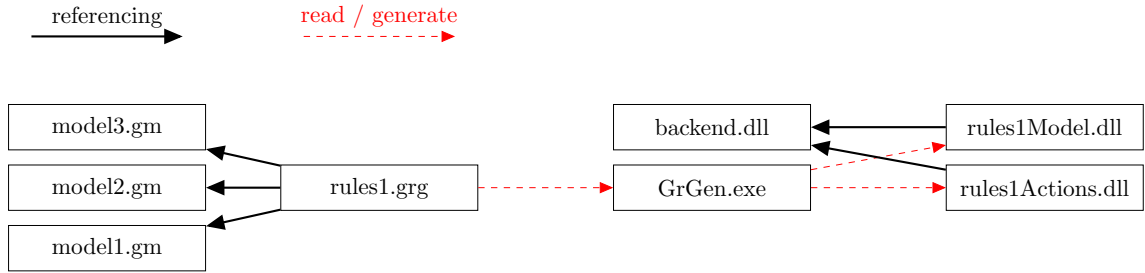 referencing
read / generate
model3.gm
backend.dll
rules1Model.dll
model2.gm
rules1.grg
GrGen.exe
rules1Actions.dll
model1.gm